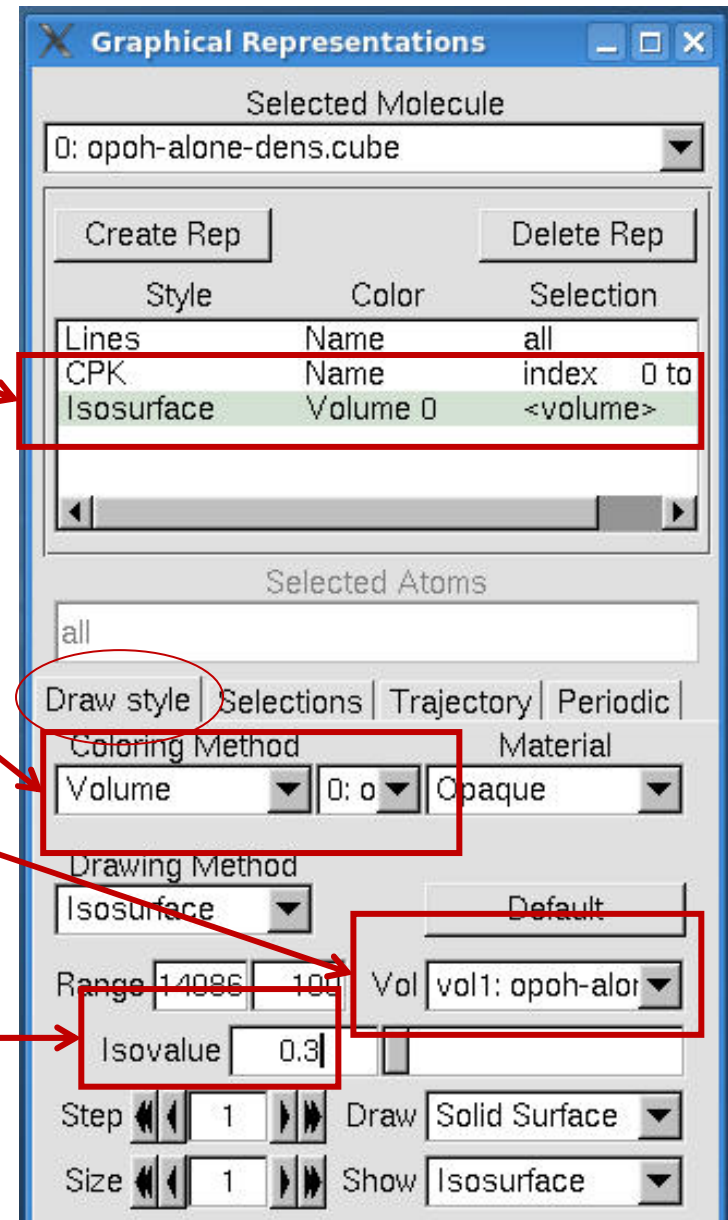 Graphical Representations
Selected Molecule
0: opoh-alone-dens.cube
Create Rep Delete Rep
Style Color Selection
Lines Name all
CPK Name index 0 to
Isosurface Volume 0 <volume>
Selected Atoms
all
Draw style Selections Trajectory Periodic
Coloring Method Material
Volume 0: o Opaque
Drawing Method
Isosurface Default
Range 14086 100 Vol vol1: opoh-alor
Isovalue 0.3
Step 1 Draw Solid Surface
Size 1 Show Isosurface